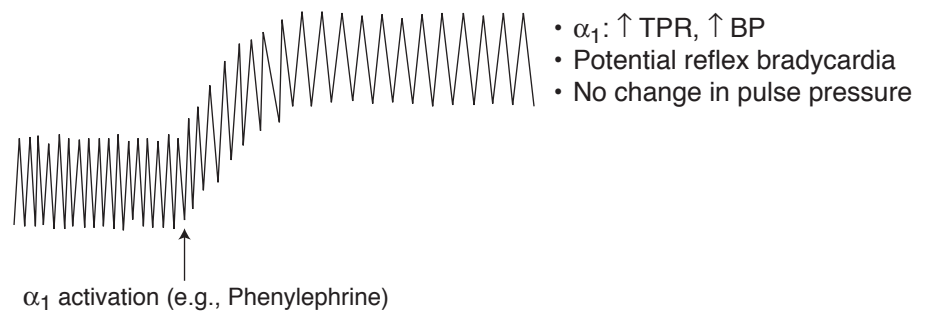 • α₁: ↑ TPR, ↑ BP
• Potential reflex bradycardia
• No change in pulse pressure
α₁ activation (e.g., Phenylephrine)